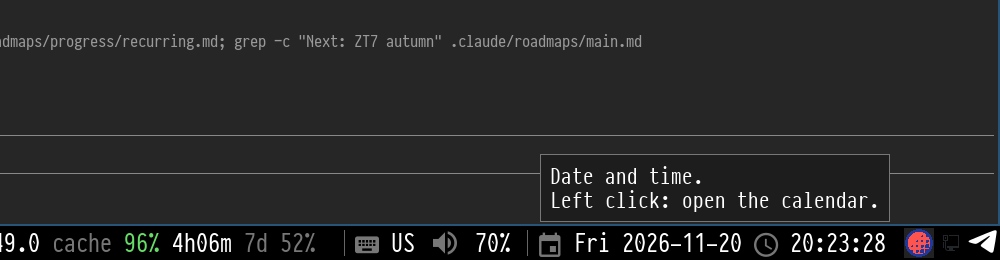 dmaps/progress/recurring.md; grep -c "Next: ZT7 autumn" .claude/roadmaps/main.md
Date and time.
Left click: open the calendar.
49.0 cache 96% 4h06m 7d 52% US 70% Fri 2026-11-20 20:23:28